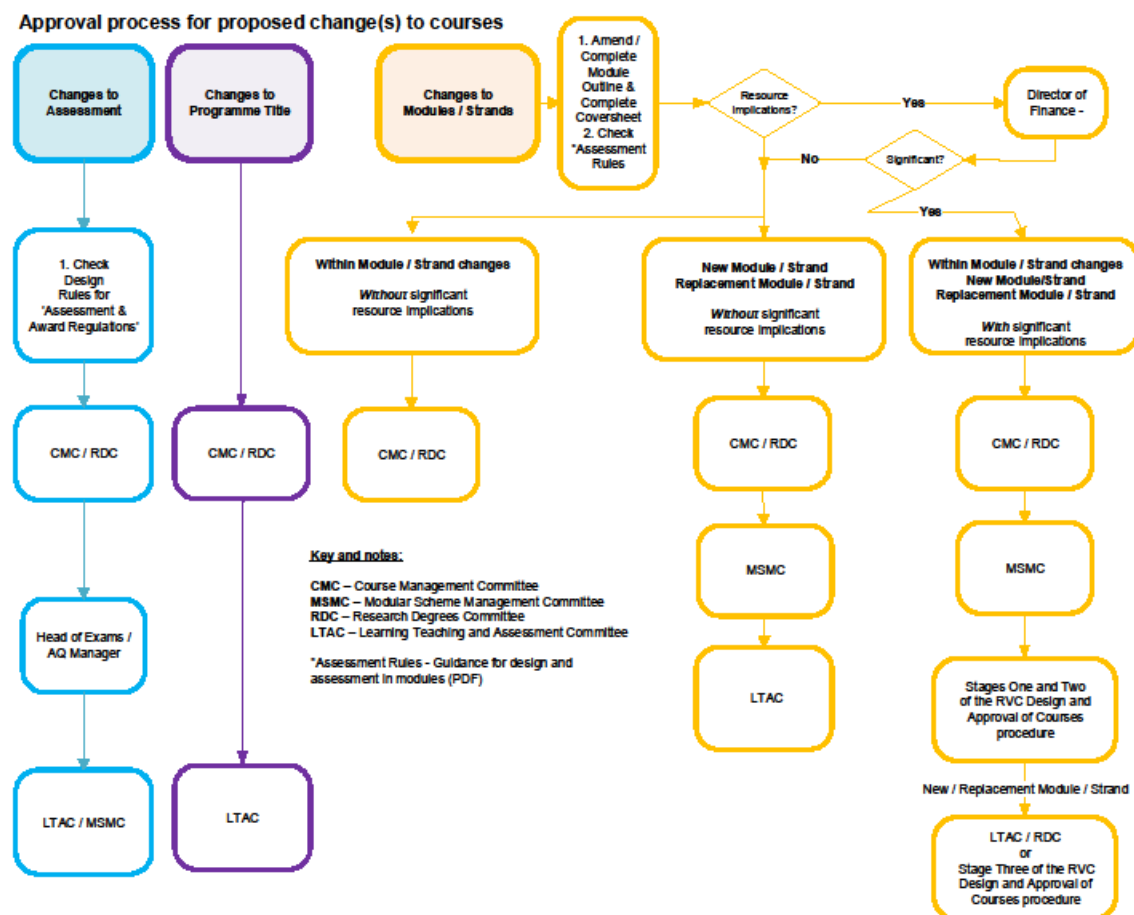 Approval process for proposed change(s) to courses
Changes to
Assessment
Changes to
Programme Title
Changes to
Modules / Strands
1. Amend /
Complete
Module
Outline &
Complete
Coversheet
2. Check
*Assessment
Rules
Resource
Implications?
Yes
Director of
Finance -
No
Significant?
Yes
1. Check
Design
Rules for
'Assessment &
Award Regulations'
Within Module / Strand changes
Without significant
resource implications
New Module / Strand
Replacement Module / Strand
Without significant
resource implications
Within Module / Strand changes
New Module/Strand
Replacement Module / Strand
With significant
resource implications
CMC / RDC
CMC / RDC
CMC / RDC
CMC / RDC
CMC / RDC
MSMC
MSMC
Key and notes:
CMC – Course Management Committee
MSMC – Modular Scheme Management Committee
RDC – Research Degrees Committee
LTAC – Learning Teaching and Assessment Committee
*Assessment Rules - Guidance for design and
assessment in modules (PDF)
Head of Exams /
AQ Manager
LTAC
Stages One and Two
of the RVC Design and
Approval of Courses
procedure
New / Replacement Module / Strand
LTAC / MSMC
LTAC
LTAC / RDC
or
Stage Three of the RVC
Design and Approval of
Courses procedure